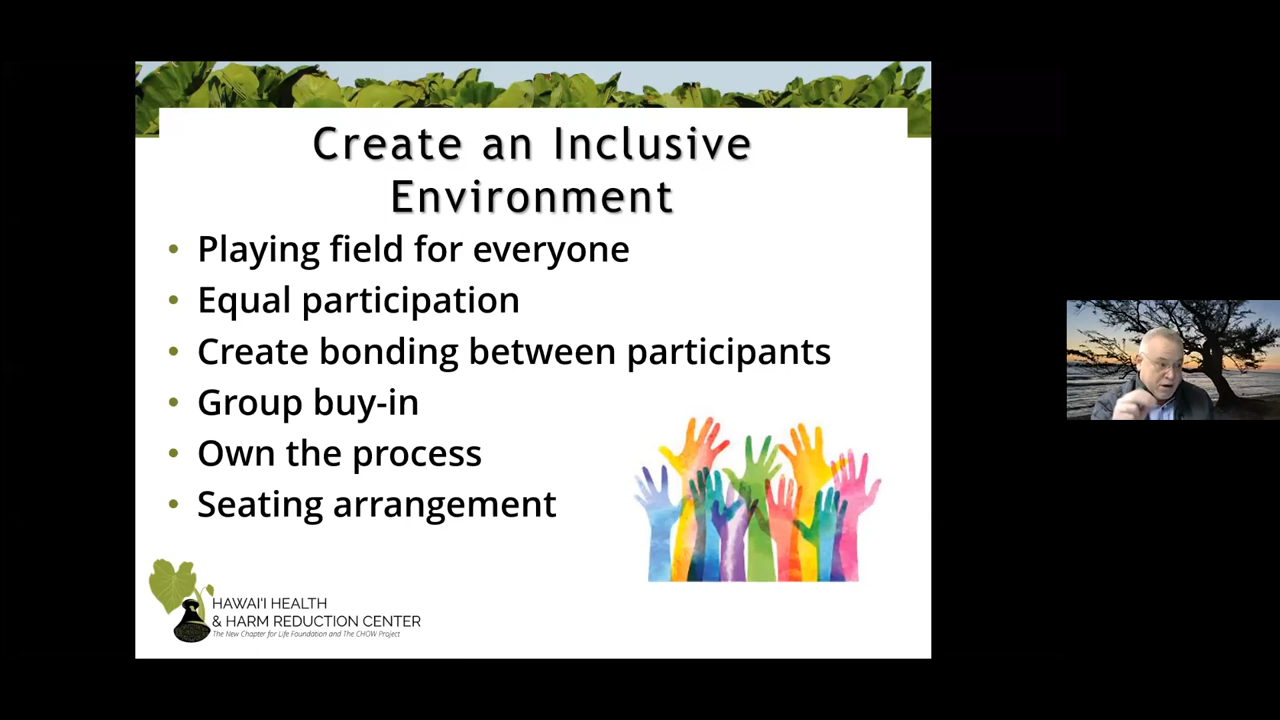 Create an Inclusive
Environment
• Playing field for everyone
• Equal participation
• Create bonding between participants
• Group buy-in
• Own the process
• Seating arrangement
HAWAI'I HEALTH
& HARM REDUCTION CENTER
The New Chapter for Life Foundation and The CHOW Project